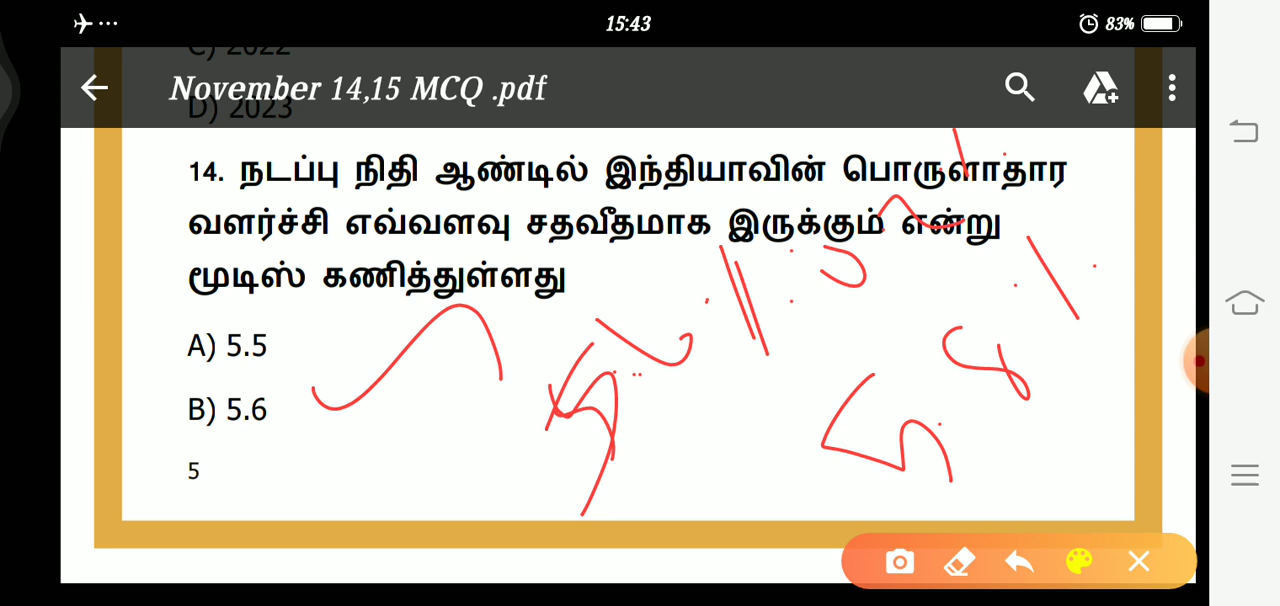 15:43
83%
C) 2022
November 14,15 MCQ .pdf
D) 2023
14. நடப்பு நிதி ஆண்டில் இந்தியாவின் பொருளாதார
வளர்ச்சி எவ்வளவு சதவீதமாக இருக்கும் என்று
மூடிஸ் கணித்துள்ளது
A) 5.5
B) 5.6
5